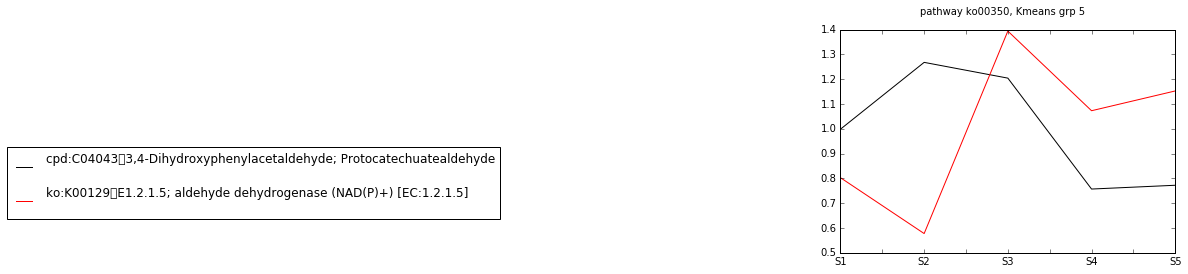 pathway ko00350, Kmeans grp 5
1.4
1.3
1.2
1.1
1.0
0.9
0.8
0.7
0.6
0.5
S1 S2 S3 S4 S5
cpd:C04043▯3,4-Dihydroxyphenylacetaldehyde; Protocatechuatealdehyde
ko:K00129▯E1.2.1.5; aldehyde dehydrogenase (NAD(P)+) [EC:1.2.1.5]